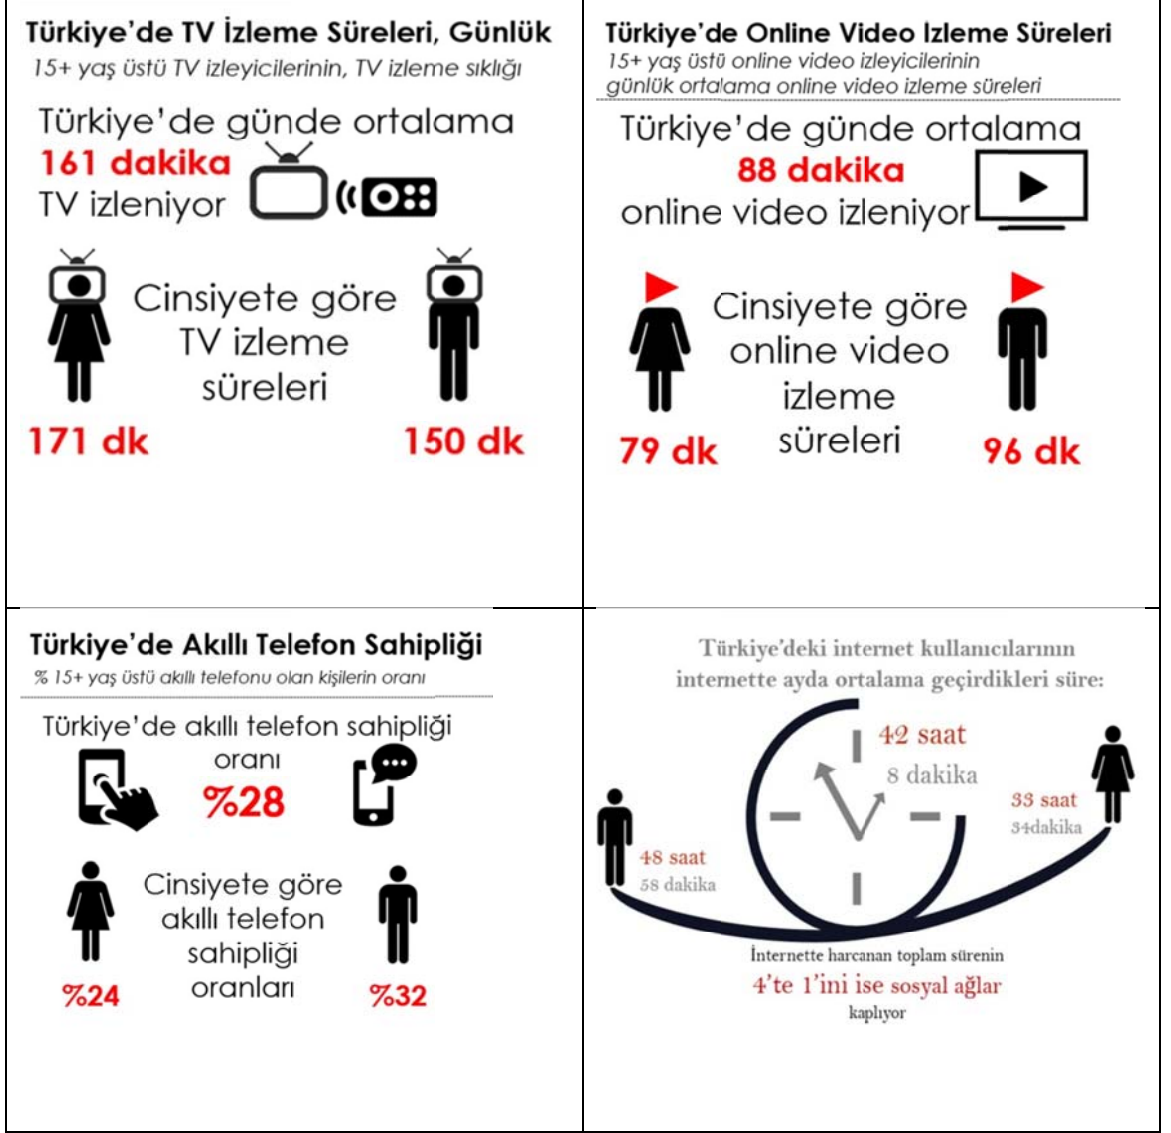 Türkiye'de TV İzleme Süreleri, Günlük
15+ yaş üstü TV izleyicilerinin, TV izleme sıklığı
Türkiye'de günde ortalama
161 dakika
TV izleniyor
Cinsiyete göre
TV izleme
süreleri
171 dk
150 dk
Türkiye'de Online Video İzleme Süreleri
15+ yaş üstü online video izleyicilerinin
günlük ortalama online video izleme süreleri
Türkiye'de günde ortalama
88 dakika
online video izleniyor
Cinsiyete göre
online video
izleme
süreleri
79 dk
96 dk
Türkiye'de Akıllı Telefon Sahipliği
% 15+ yaş üstü akıllı telefonu olan kişilerin oranı
Türkiye'de akıllı telefon sahipliği
oranı
%28
Cinsiyete göre
akıllı telefon
sahipliği
oranları
%24
%32
Türkiye'deki internet kullanıcılarının
internette ayda ortalama geçirdikleri süre:
42 saat
8 dakika
33 saat
34dakika
48 saat
58 dakika
İnternette harcanan toplam sürenin
4'te 1'ini ise sosyal ağlar
kaplıyor